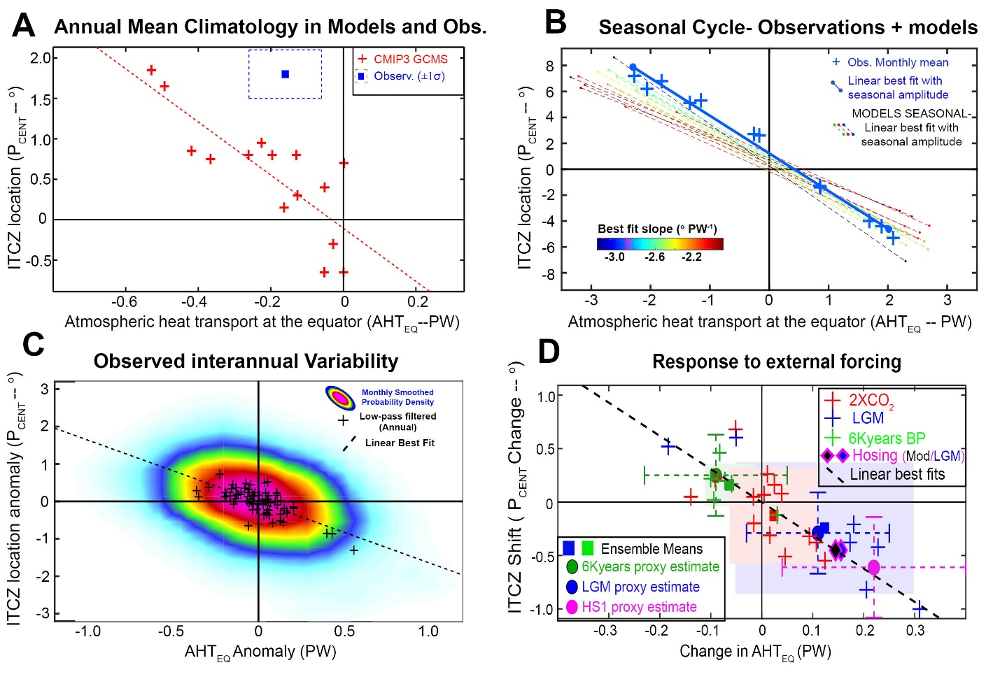 A
Annual Mean Climatology in Models and Obs.
ITCZ location (P_CENT -- °)
2.0
1.5
1.0
0.5
0
-0.5
CMIP3 GCMS
Observ. (±1σ)
-0.6
-0.4
-0.2
0
0.2
Atmospheric heat transport at the equator (AHT_EQ--PW)
B
Seasonal Cycle- Observations + models
ITCZ location (P_CENT -- °)
8
6
4
2
0
-2
-4
-6
-8
Obs. Monthly mean
Linear best fit with
seasonal amplitude
MODELS SEASONAL-
Linear best fit with
seasonal amplitude
Best fit slope (° PW⁻¹)
-3.0
-2.6
-2.2
-3
-2
-1
0
1
2
3
Atmospheric heat transport at the equator (AHT_EQ -- PW)
C
Observed interannual Variability
ITCZ location anomaly (P_CENT -- °)
3
2
1
0
-1
-2
-3
Monthly Smoothed
Probability Density
Low-pass filtered
(Annual)
Linear Best Fit
-1.0
-0.5
0
0.5
1.0
AHT_EQ Anomaly (PW)
D
Response to external forcing
ITCZ Shift ( P_CENT Change -- °)
1.0
0.5
0
-0.5
-1.0
2XCO₂
LGM
6Kyears BP
Hosing (Mod/LGM)
Linear best fits
Ensemble Means
6Kyears proxy estimate
LGM proxy estimate
HS1 proxy estimate
-0.3
-0.2
-0.1
0
0.1
0.2
0.3
Change in AHT_EQ (PW)